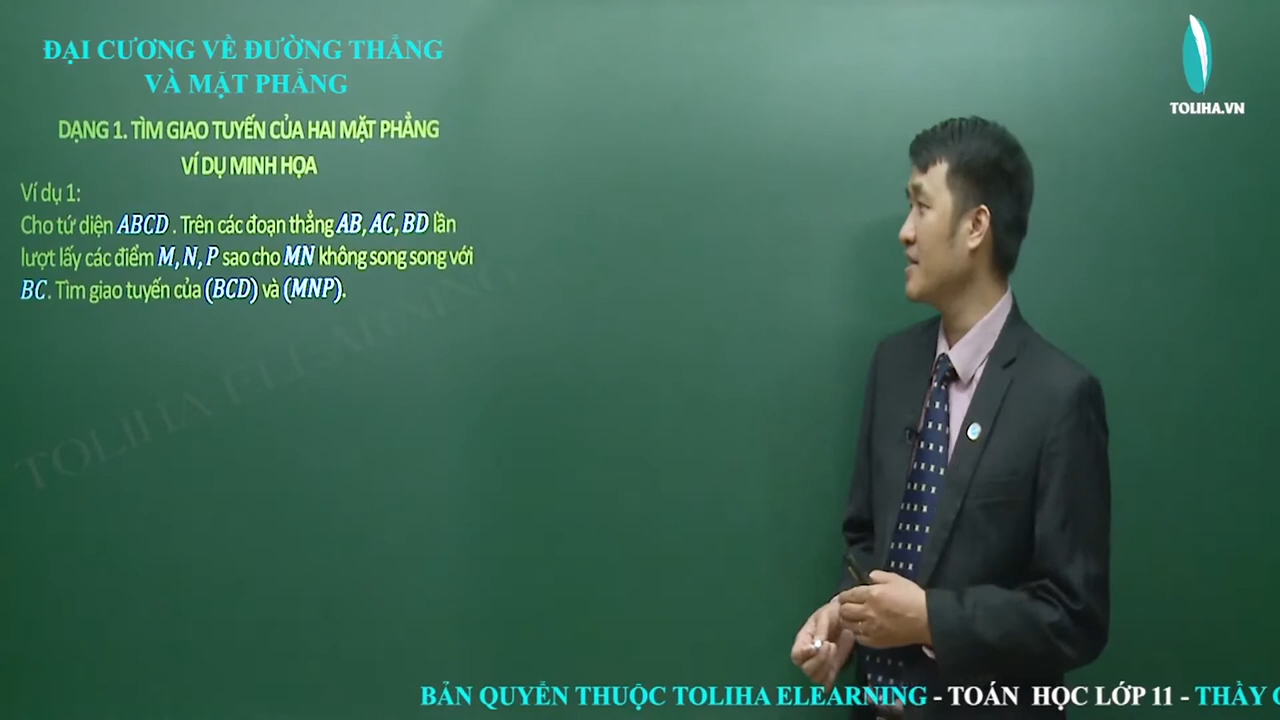 ĐẠI CƯƠNG VỀ ĐƯỜNG THẲNG
VÀ MẶT PHẲNG
TOLIHA.VN
DẠNG 1. TÌM GIAO TUYẾN CỦA HAI MẶT PHẲNG
VÍ DỤ MINH HỌA
Ví dụ 1:
Cho tứ diện ABCD . Trên các đoạn thẳng AB, AC, BD lần
lượt lấy các điểm M, N, P sao cho MN không song song với
BC. Tìm giao tuyến của (BCD) và (MNP).
TOLIHA ELEARNING
BẢN QUYỀN THUỘC TOLIHA ELEARNING - TOÁN HỌC LỚP 11 - THẦY